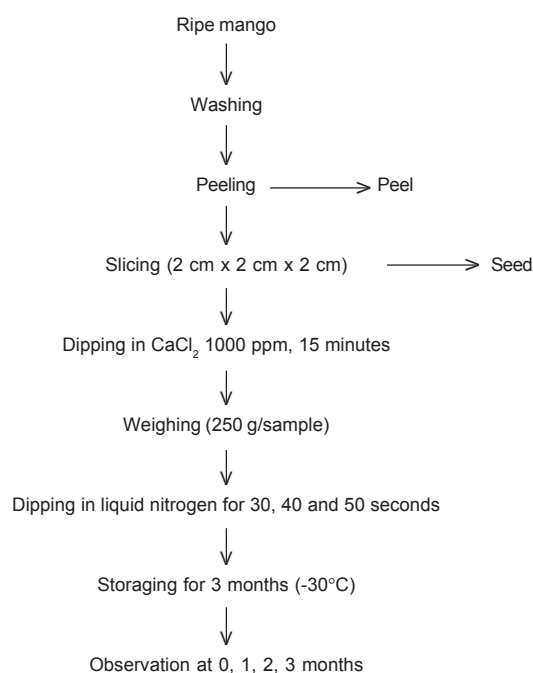 Ripe mango
Washing
Peeling
Peel
Slicing (2 cm x 2 cm x 2 cm)
Seed
Dipping in CaCl₂ 1000 ppm, 15 minutes
Weighing (250 g/sample)
Dipping in liquid nitrogen for 30, 40 and 50 seconds
Storaging for 3 months (-30°C)
Observation at 0, 1, 2, 3 months